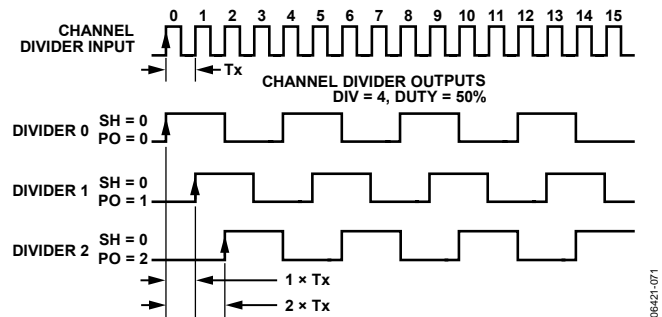 0 1 2 3 4 5 6 7 8 9 10 11 12 13 14 15
CHANNEL
DIVIDER INPUT
Tx
CHANNEL DIVIDER OUTPUTS
DIV = 4, DUTY = 50%
DIVIDER 0
SH = 0
PO = 0
DIVIDER 1
SH = 0
PO = 1
DIVIDER 2
SH = 0
PO = 2
1 × Tx
2 × Tx
06421-071